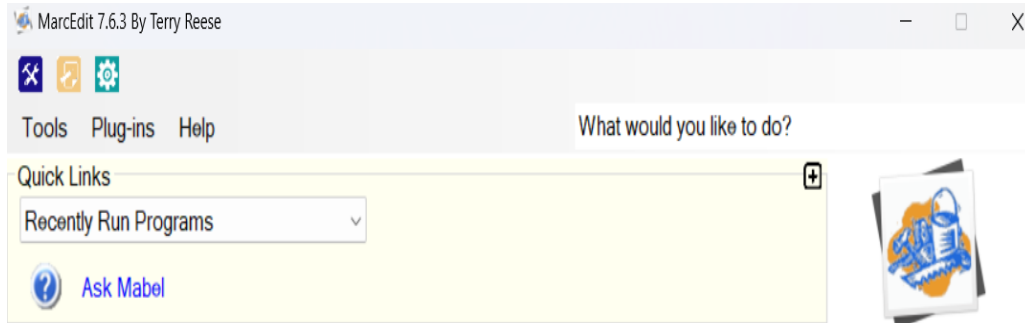 MarcEdit 7.6.3 By Terry Reese
Tools Plug-ins Help
What would you like to do?
Quick Links
Recently Run Programs
Ask Mabel